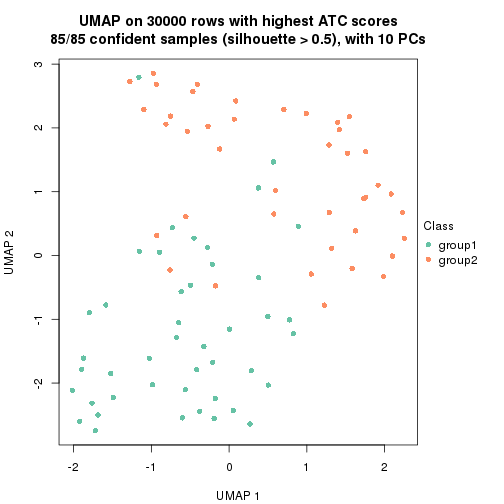 UMAP on 30000 rows with highest ATC scores
85/85 confident samples (silhouette > 0.5), with 10 PCs
3
2
1
0
-1
-2
UMAP 2
-2
-1
0
1
2
UMAP 1
Class
group1
group2